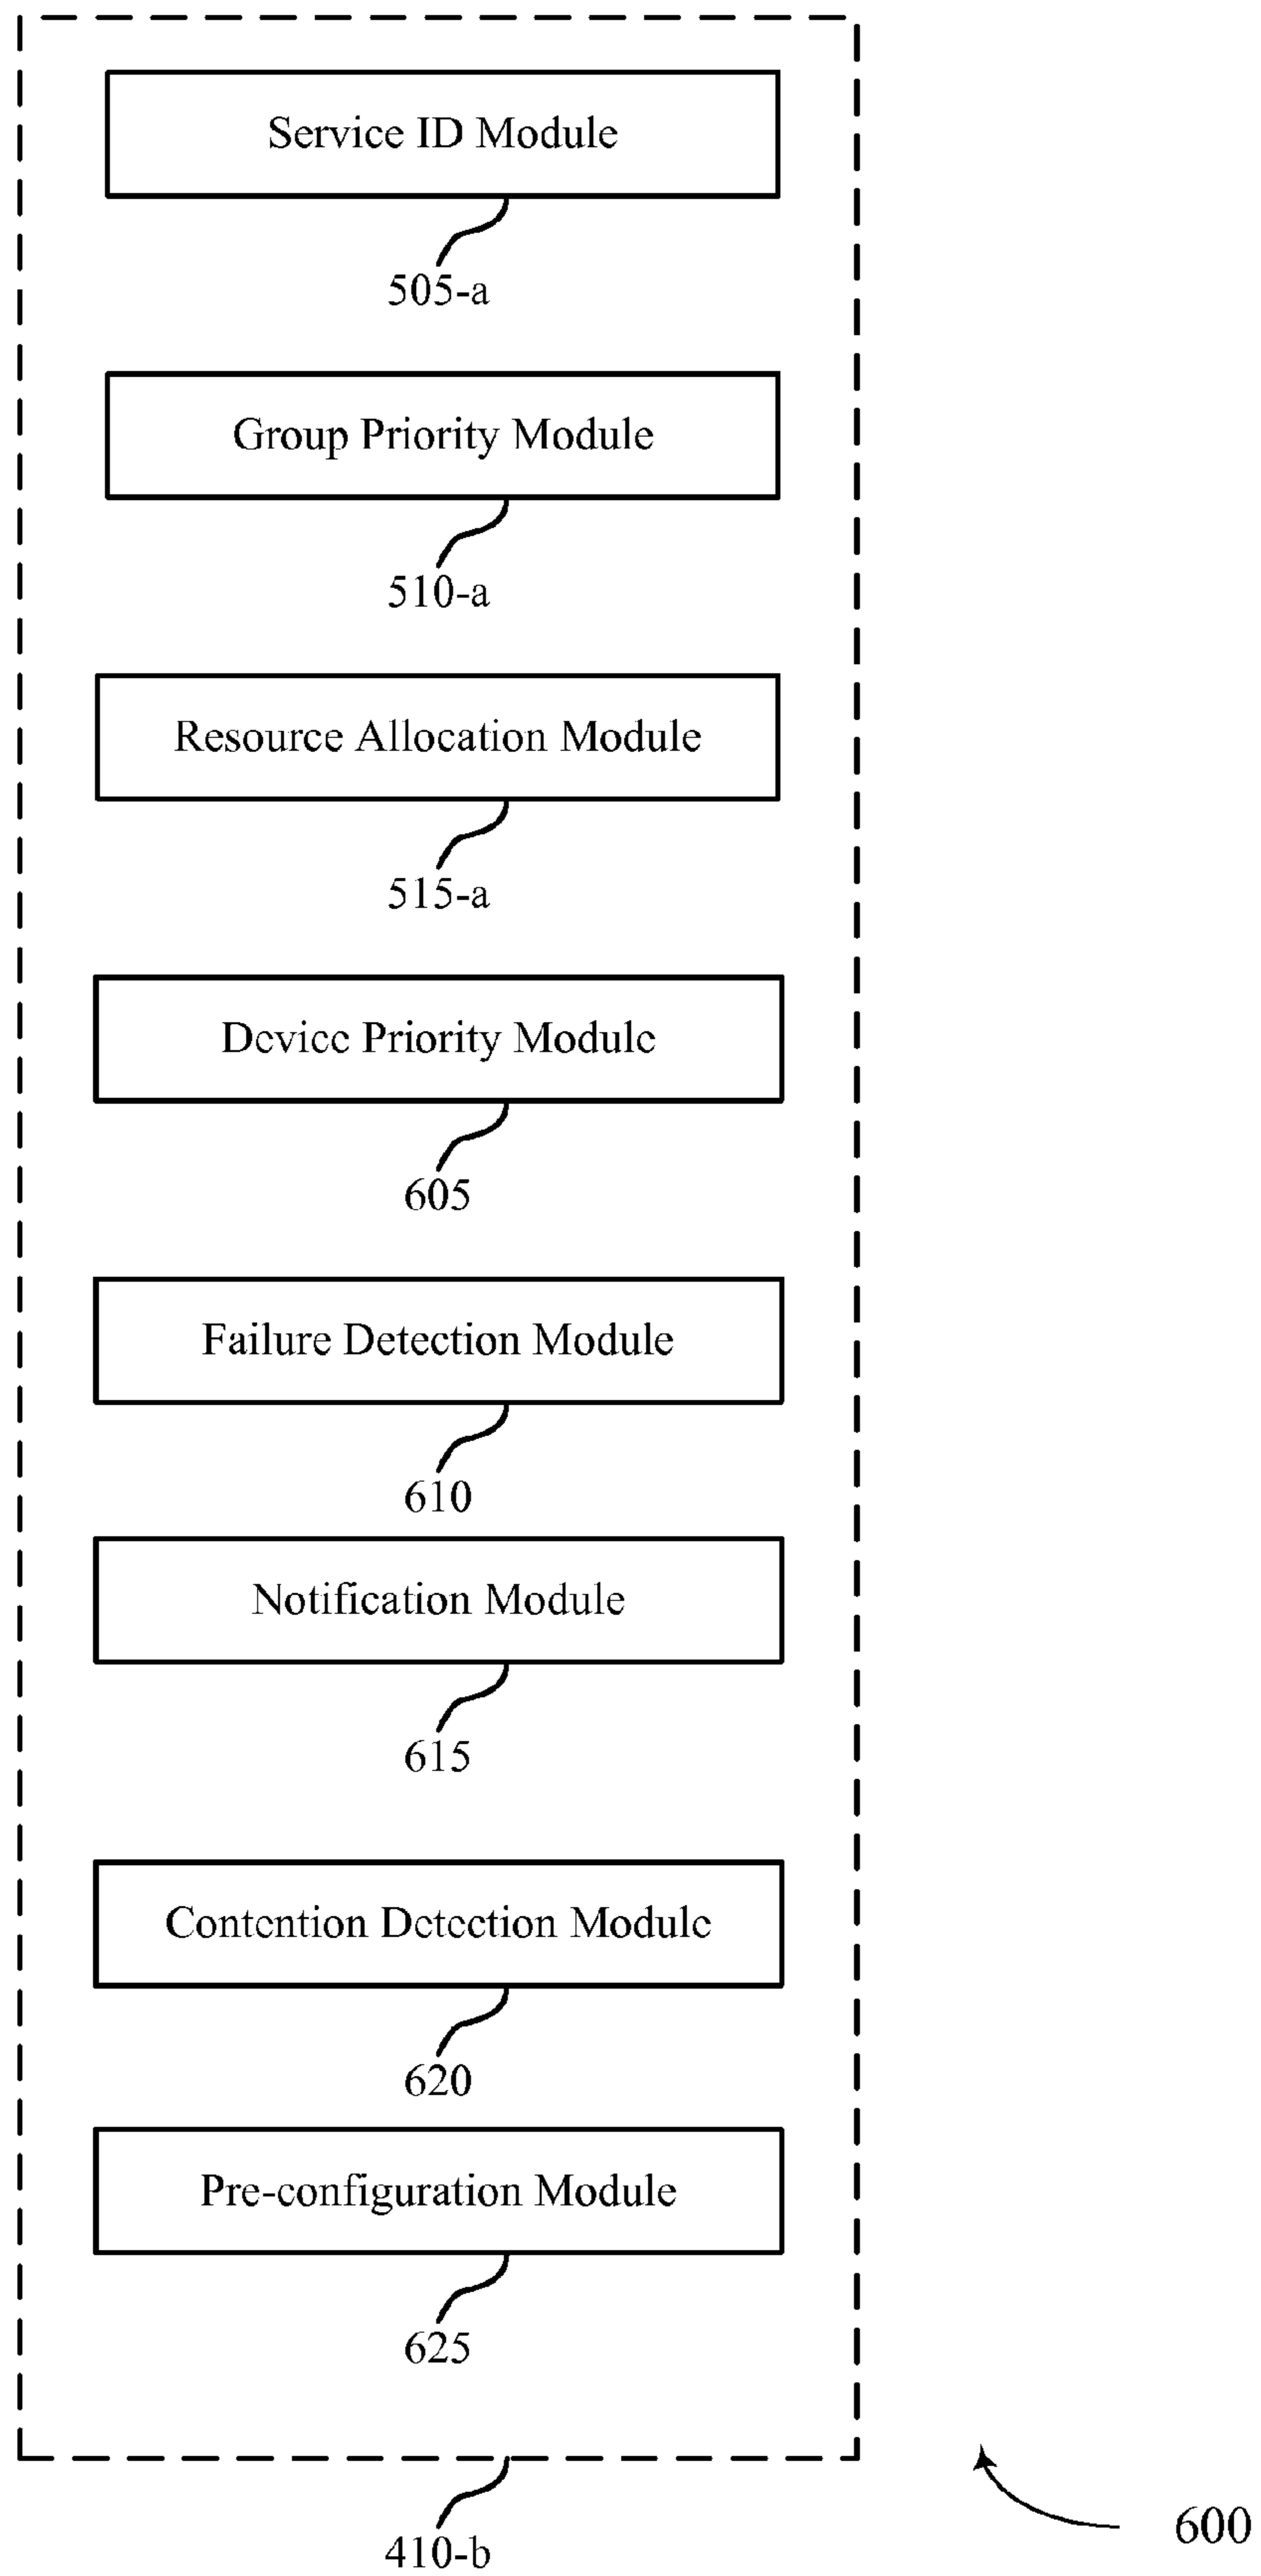 Service ID Module
505-a
Group Priority Module
510-a
Resource Allocation Module
515-a
Device Priority Module
605
Failure Detection Module
610
Notification Module
615
Contention Detection Module
620
Pre-configuration Module
625
410-b
600